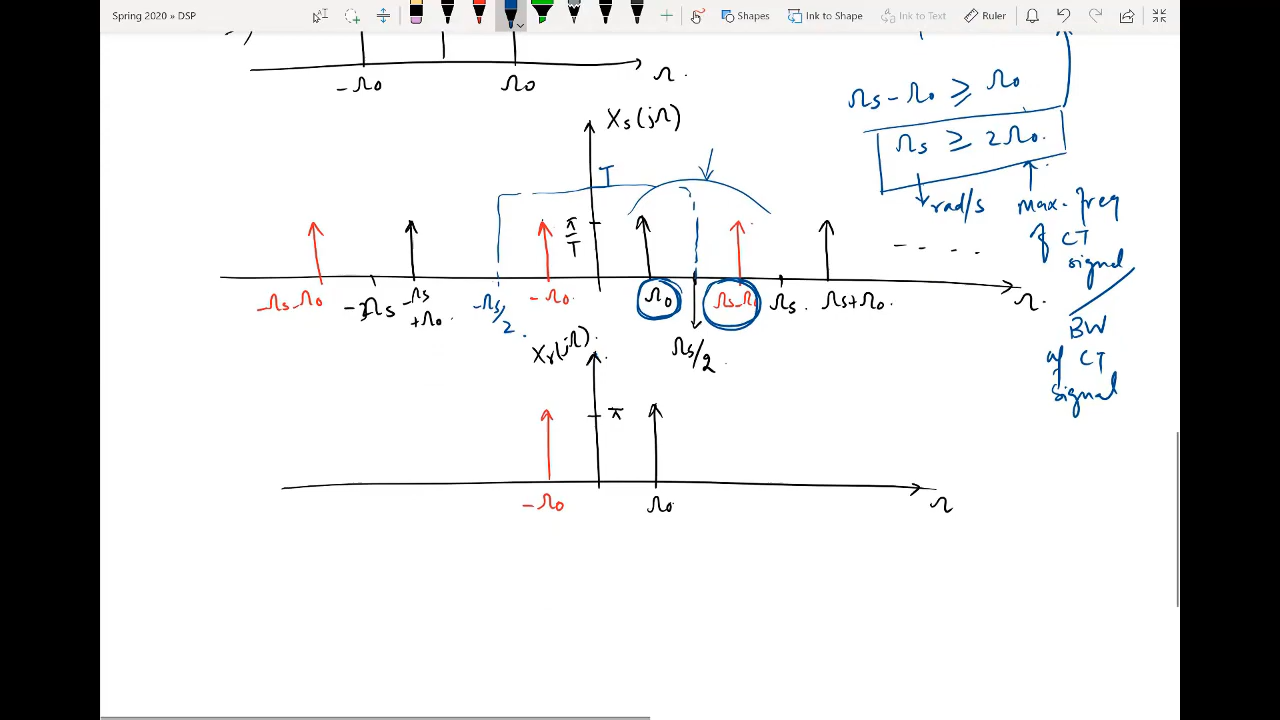 Spring 2020 » DSP
Shapes
Ink to Shape
Ink to Text
Ruler
-Ω0
Ω0
Ω.
Ωs-Ω0 ≥ Ω0
Ωs ≥ 2Ω0.
rad/s
max. freq
of CT
signal
BW
of CT
signal
Xs(jΩ)
T
π/T
-Ωs-Ω0
-Ωs
-Ωs
+Ω0
-Ωs/2
-Ω0
Ω0
Ωs-Ω0
Ωs.
Ωs+Ω0
Ω.
Ωs/2
Xr(jΩ)
π
-Ω0
Ω0
Ω